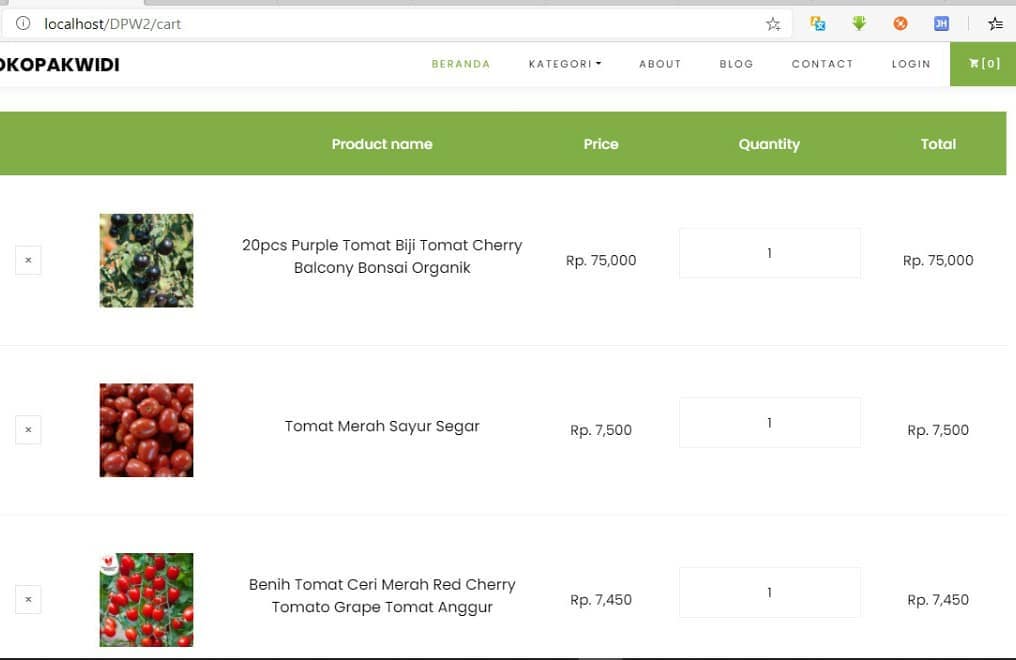 localhost/DPW2/cart
OKOPAKWIDI
BERANDA KATEGORI ABOUT BLOG CONTACT LOGIN [0]
Product name Price Quantity Total
× 20pcs Purple Tomat Biji Tomat Cherry
Balcony Bonsai Organik Rp. 75,000 1 Rp. 75,000
× Tomat Merah Sayur Segar Rp. 7,500 1 Rp. 7,500
× Benih Tomat Ceri Merah Red Cherry
Tomato Grape Tomat Anggur Rp. 7,450 1 Rp. 7,450
JH